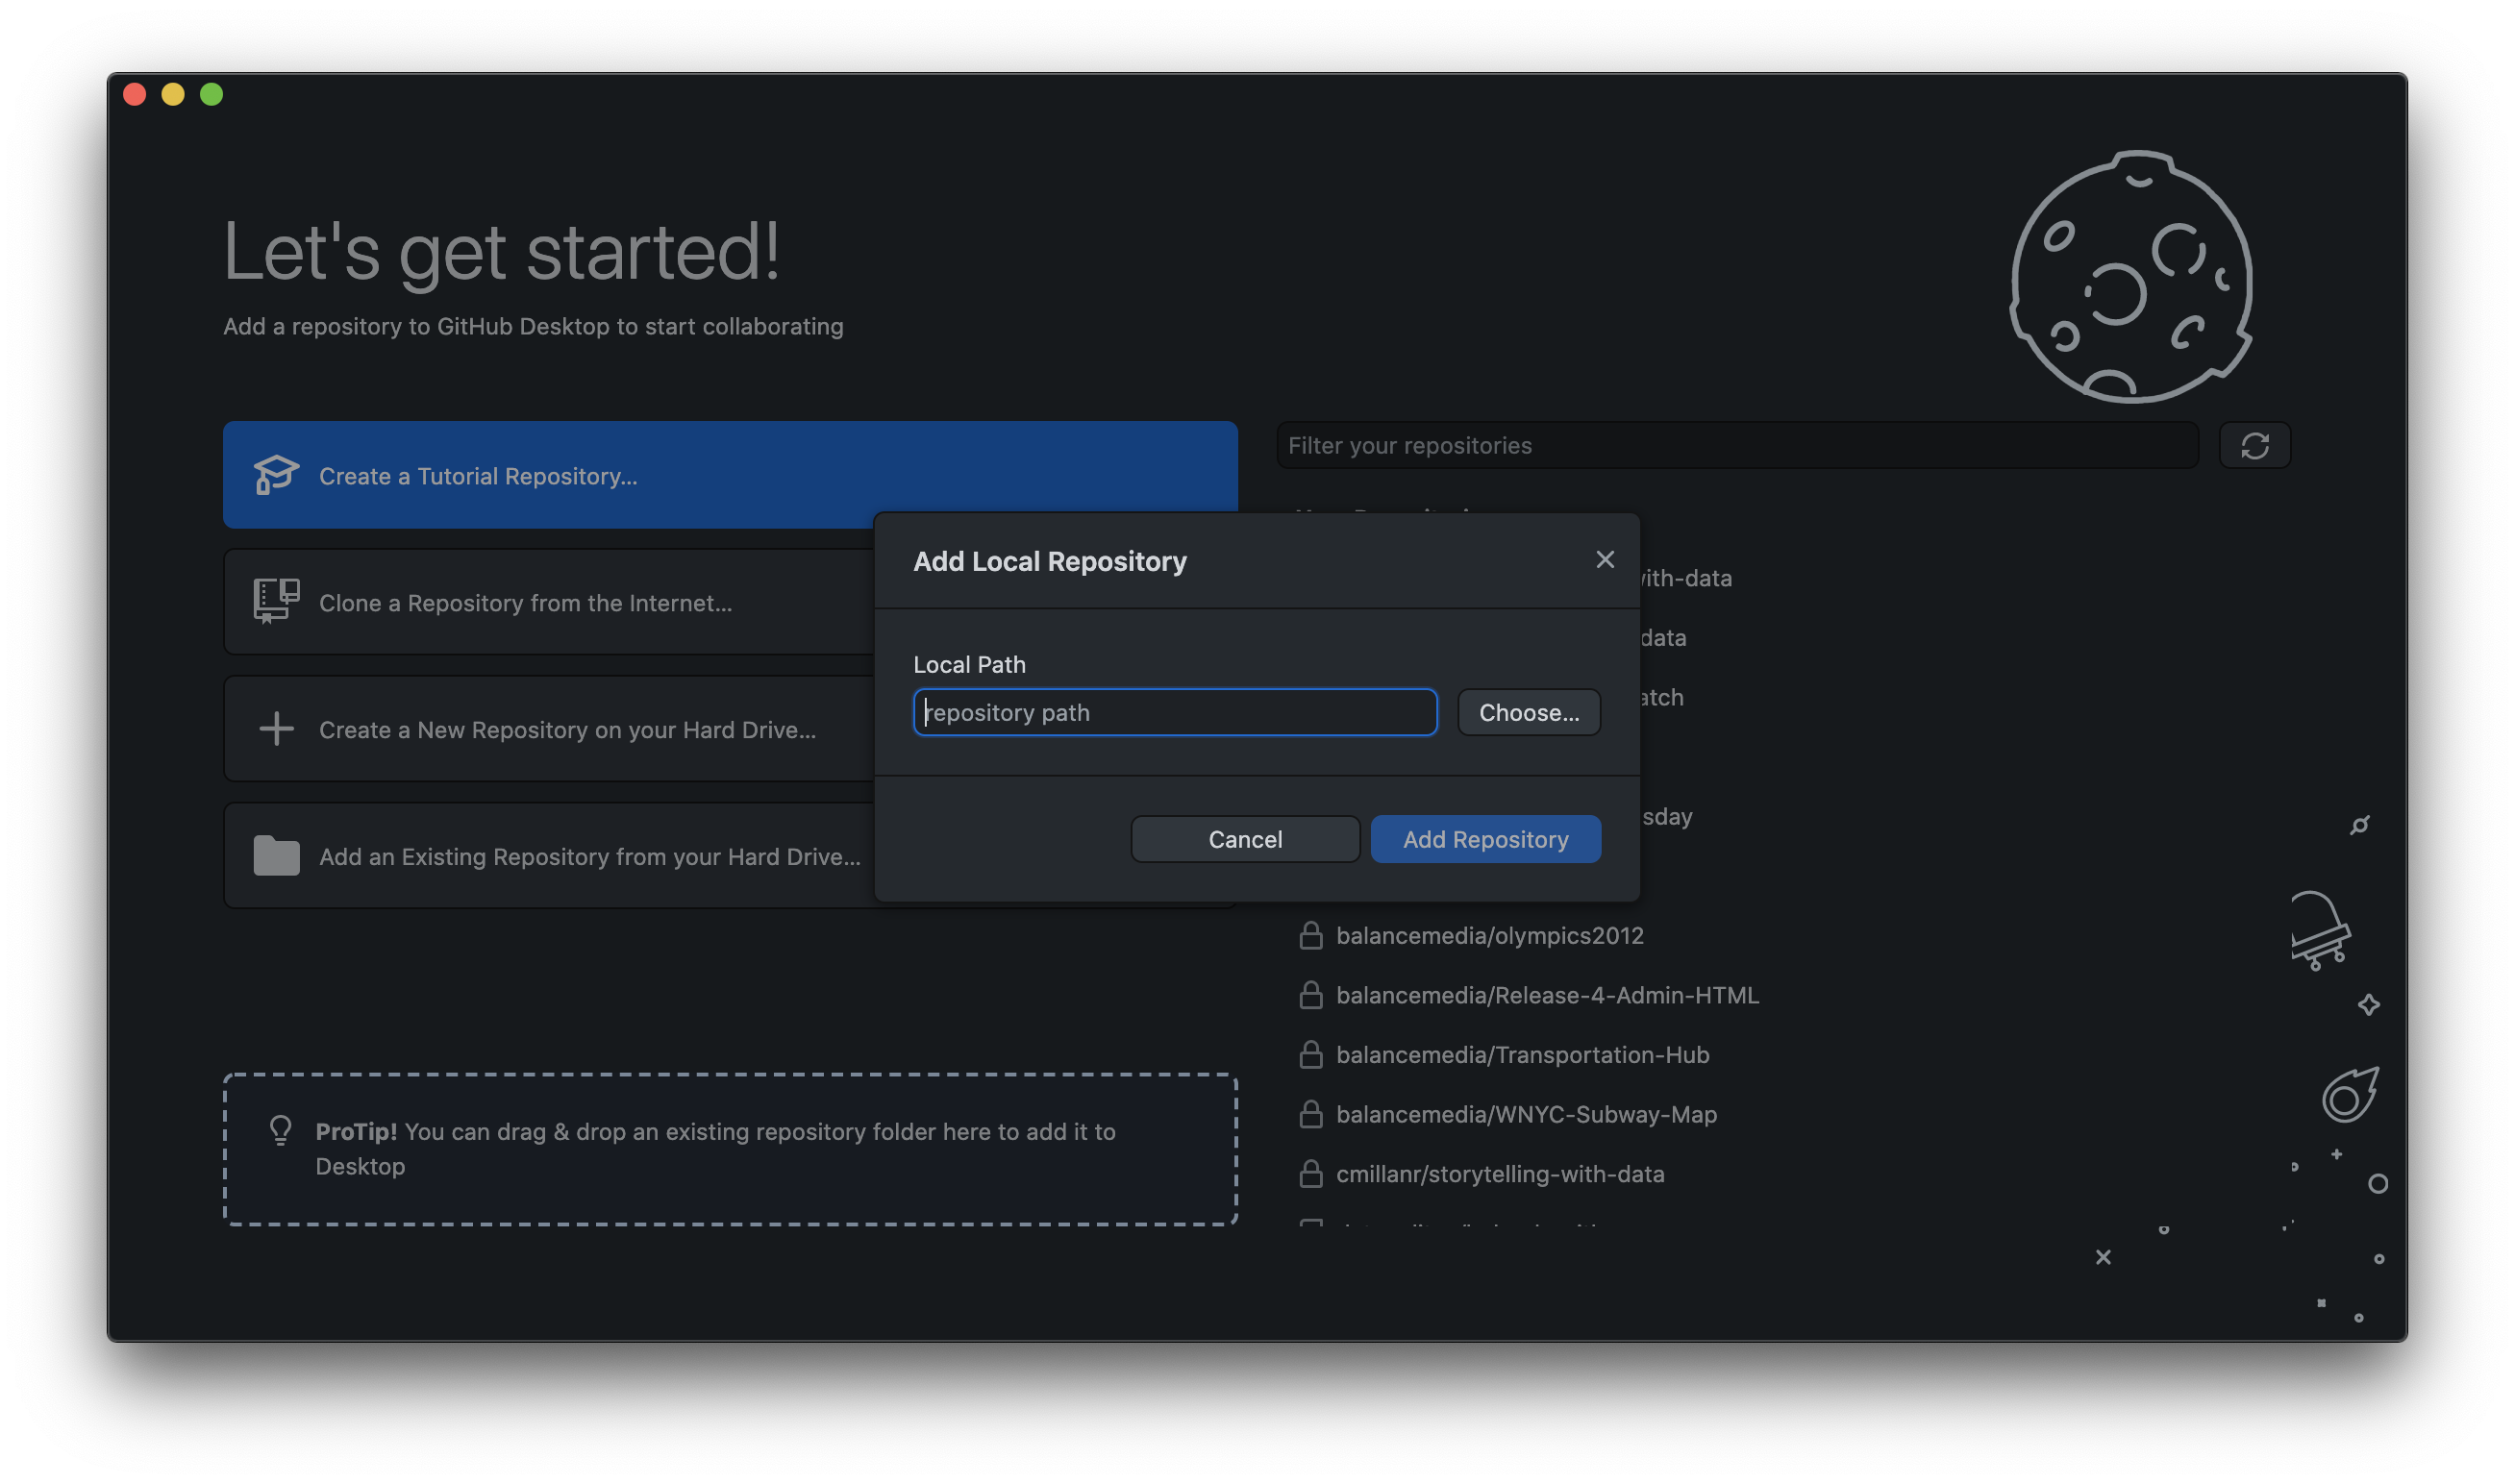 Let's get started!
Add a repository to GitHub Desktop to start collaborating
Create a Tutorial Repository...
Clone a Repository from the Internet...
Create a New Repository on your Hard Drive...
Add an Existing Repository from your Hard Drive...
ProTip! You can drag & drop an existing repository folder here to add it to
Desktop
Filter your repositories
Add Local Repository
Local Path
repository path
Choose...
Cancel
Add Repository
ith-data
data
atch
sday
balancemedia/olympics2012
balancemedia/Release-4-Admin-HTML
balancemedia/Transportation-Hub
balancemedia/WNYC-Subway-Map
cmillanr/storytelling-with-data